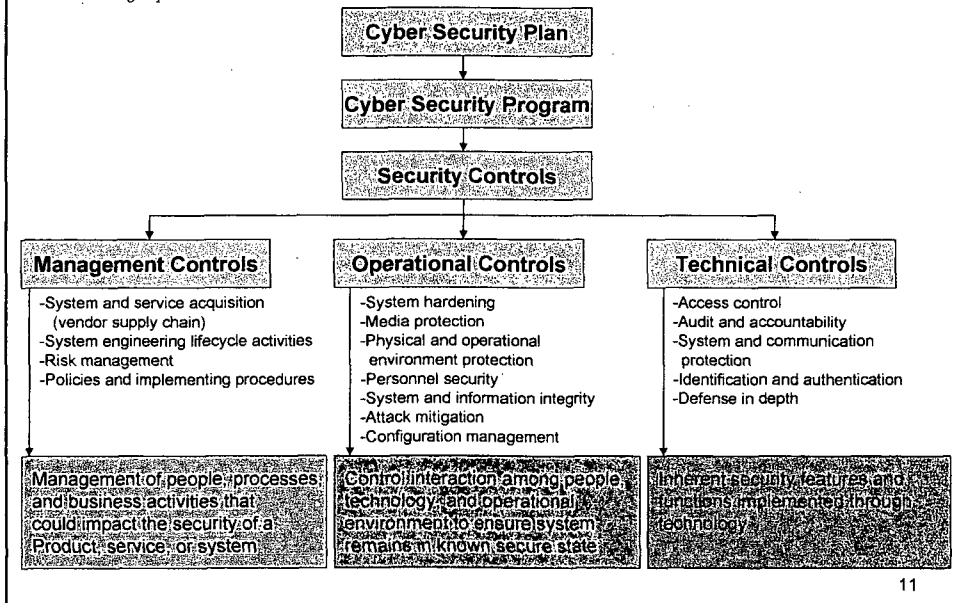 Cyber Security Plan
Cyber Security Program
Security Controls
Management Controls
-System and service acquisition
(vendor supply chain)
-System engineering lifecycle activities
-Risk management
-Policies and implementing procedures
Management of people, processes
and business activities that
could impact the security of a
Product, service, or system
Operational Controls
-System hardening
-Media protection
-Physical and operational
environment protection
-Personnel security
-System and information integrity
-Attack mitigation
-Configuration management
Control interaction among people,
technology, and operational
environment to ensure system
remains in known secure state
Technical Controls
-Access control
-Audit and accountability
-System and communication
protection
-Identification and authentication
-Defense in depth
Inherent security features and
functions implemented through
technology
11